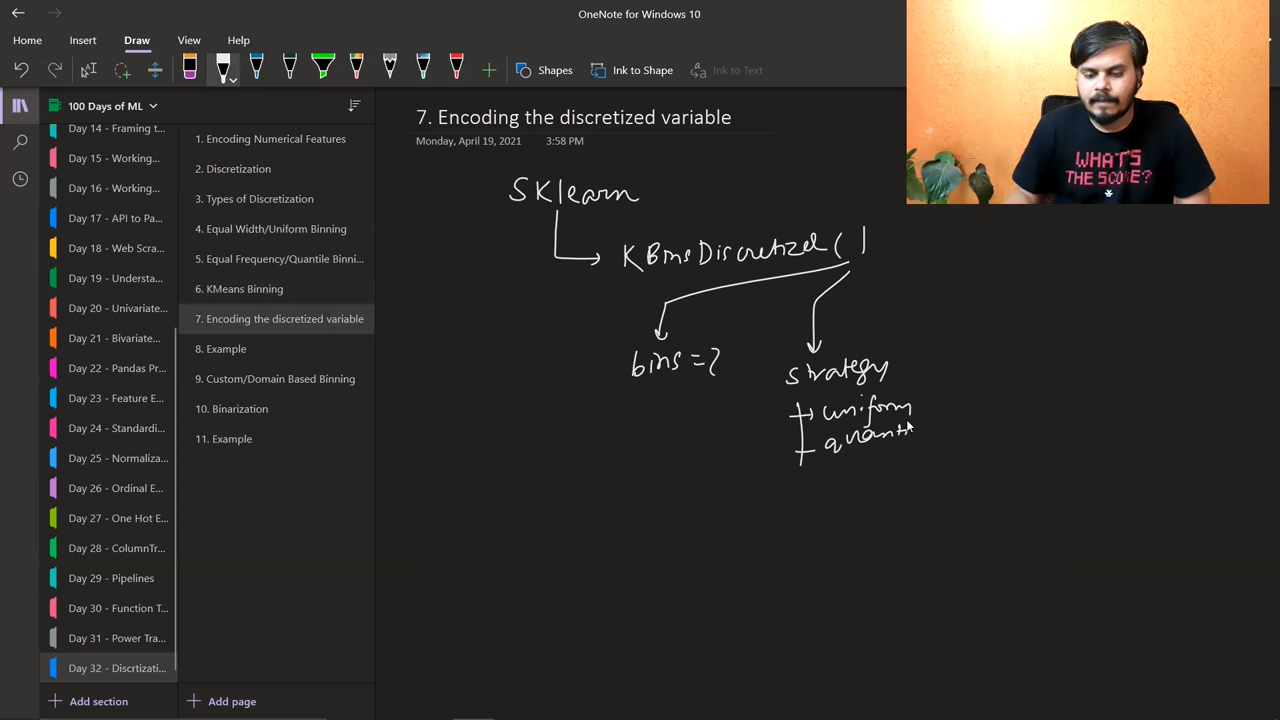 OneNote for Windows 10
Home Insert Draw View Help
Shapes Ink to Shape Ink to Text
100 Days of ML
Day 14 - Framing t...
Day 15 - Working...
Day 16 - Working...
Day 17 - API to Pa...
Day 18 - Web Scra...
Day 19 - Understa...
Day 20 - Univariate...
Day 21 - Bivariate...
Day 22 - Pandas Pr...
Day 23 - Feature E...
Day 24 - Standardi...
Day 25 - Normaliza...
Day 26 - Ordinal E...
Day 27 - One Hot E...
Day 28 - ColumnTr...
Day 29 - Pipelines
Day 30 - Function T...
Day 31 - Power Tra...
Day 32 - Discrtizati...
Add section
1. Encoding Numerical Features
2. Discretization
3. Types of Discretization
4. Equal Width/Uniform Binning
5. Equal Frequency/Quantile Binni...
6. KMeans Binning
7. Encoding the discretized variable
8. Example
9. Custom/Domain Based Binning
10. Binarization
11. Example
Add page
7. Encoding the discretized variable
Monday, April 19, 2021 3:58 PM
SKlearn
KBinsDiscretizer( )
bins = ?
strategy
uniform
quanti
WHAT'S
THE SCORE?